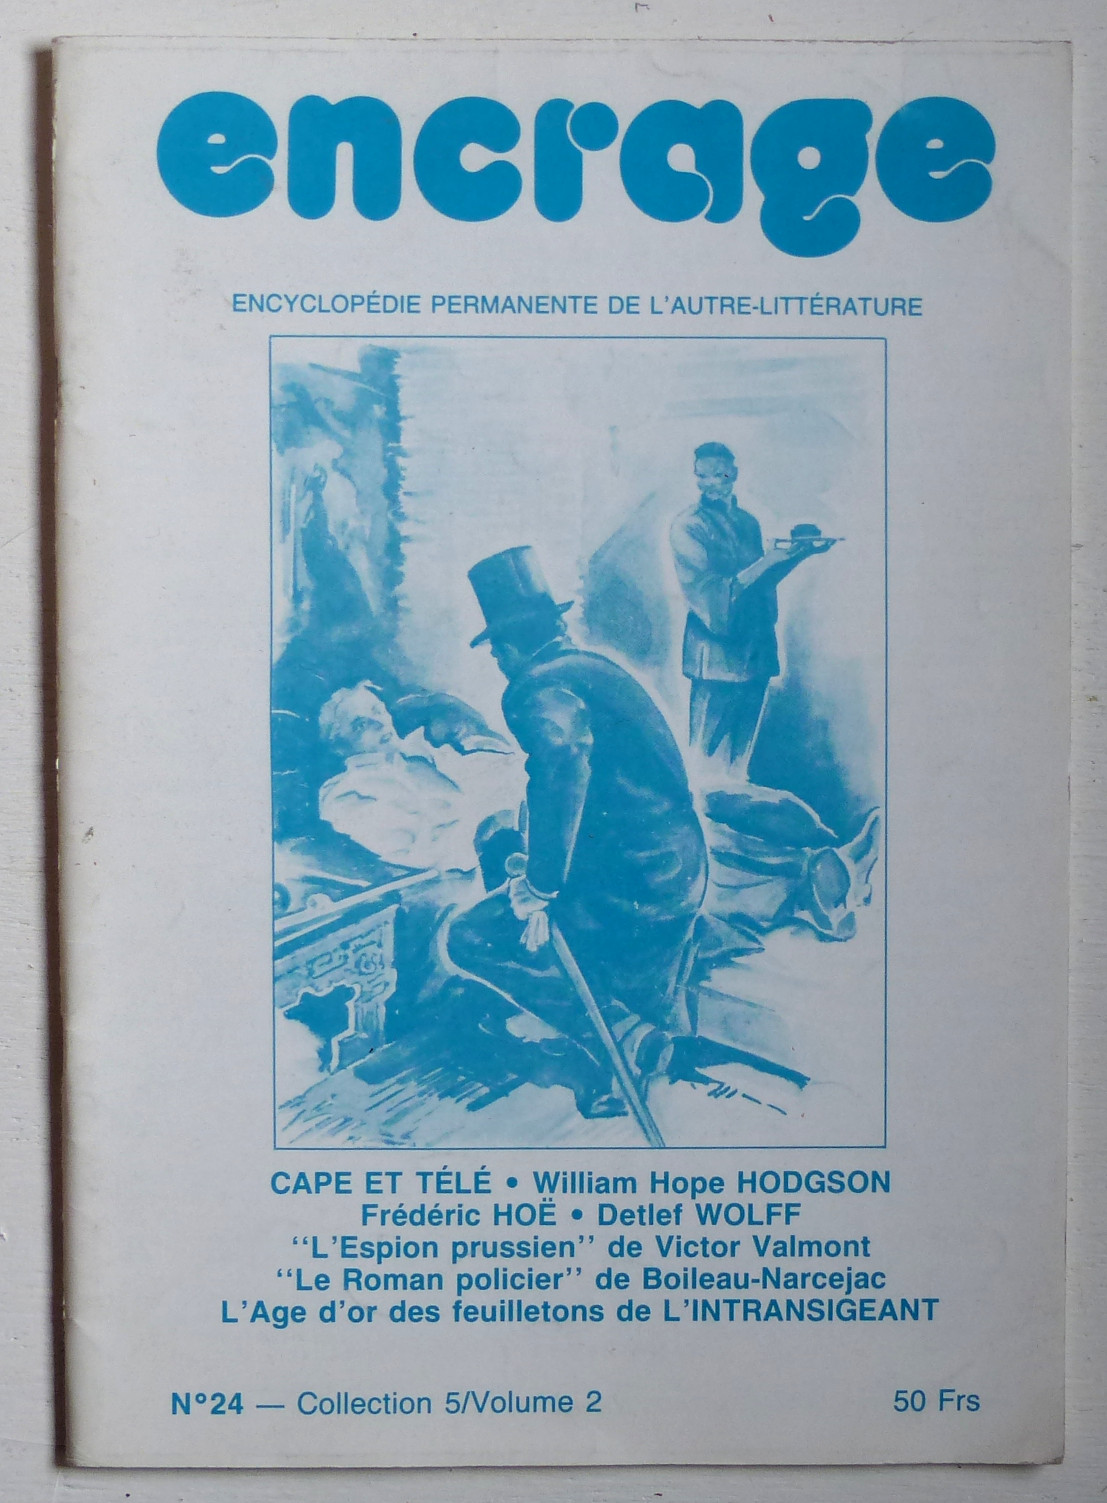 encrage
ENCYCLOPÉDIE PERMANENTE DE L'AUTRE-LITTÉRATURE
CAPE ET TÉLÉ • William Hope HODGSON
Frédéric HOË • Detlef WOLFF
‘‘L'Espion prussien’’ de Victor Valmont
‘‘Le Roman policier’’ de Boileau-Narcejac
L'Age d'or des feuilletons de L'INTRANSIGEANT
N°24 — Collection 5/Volume 2
50 Frs